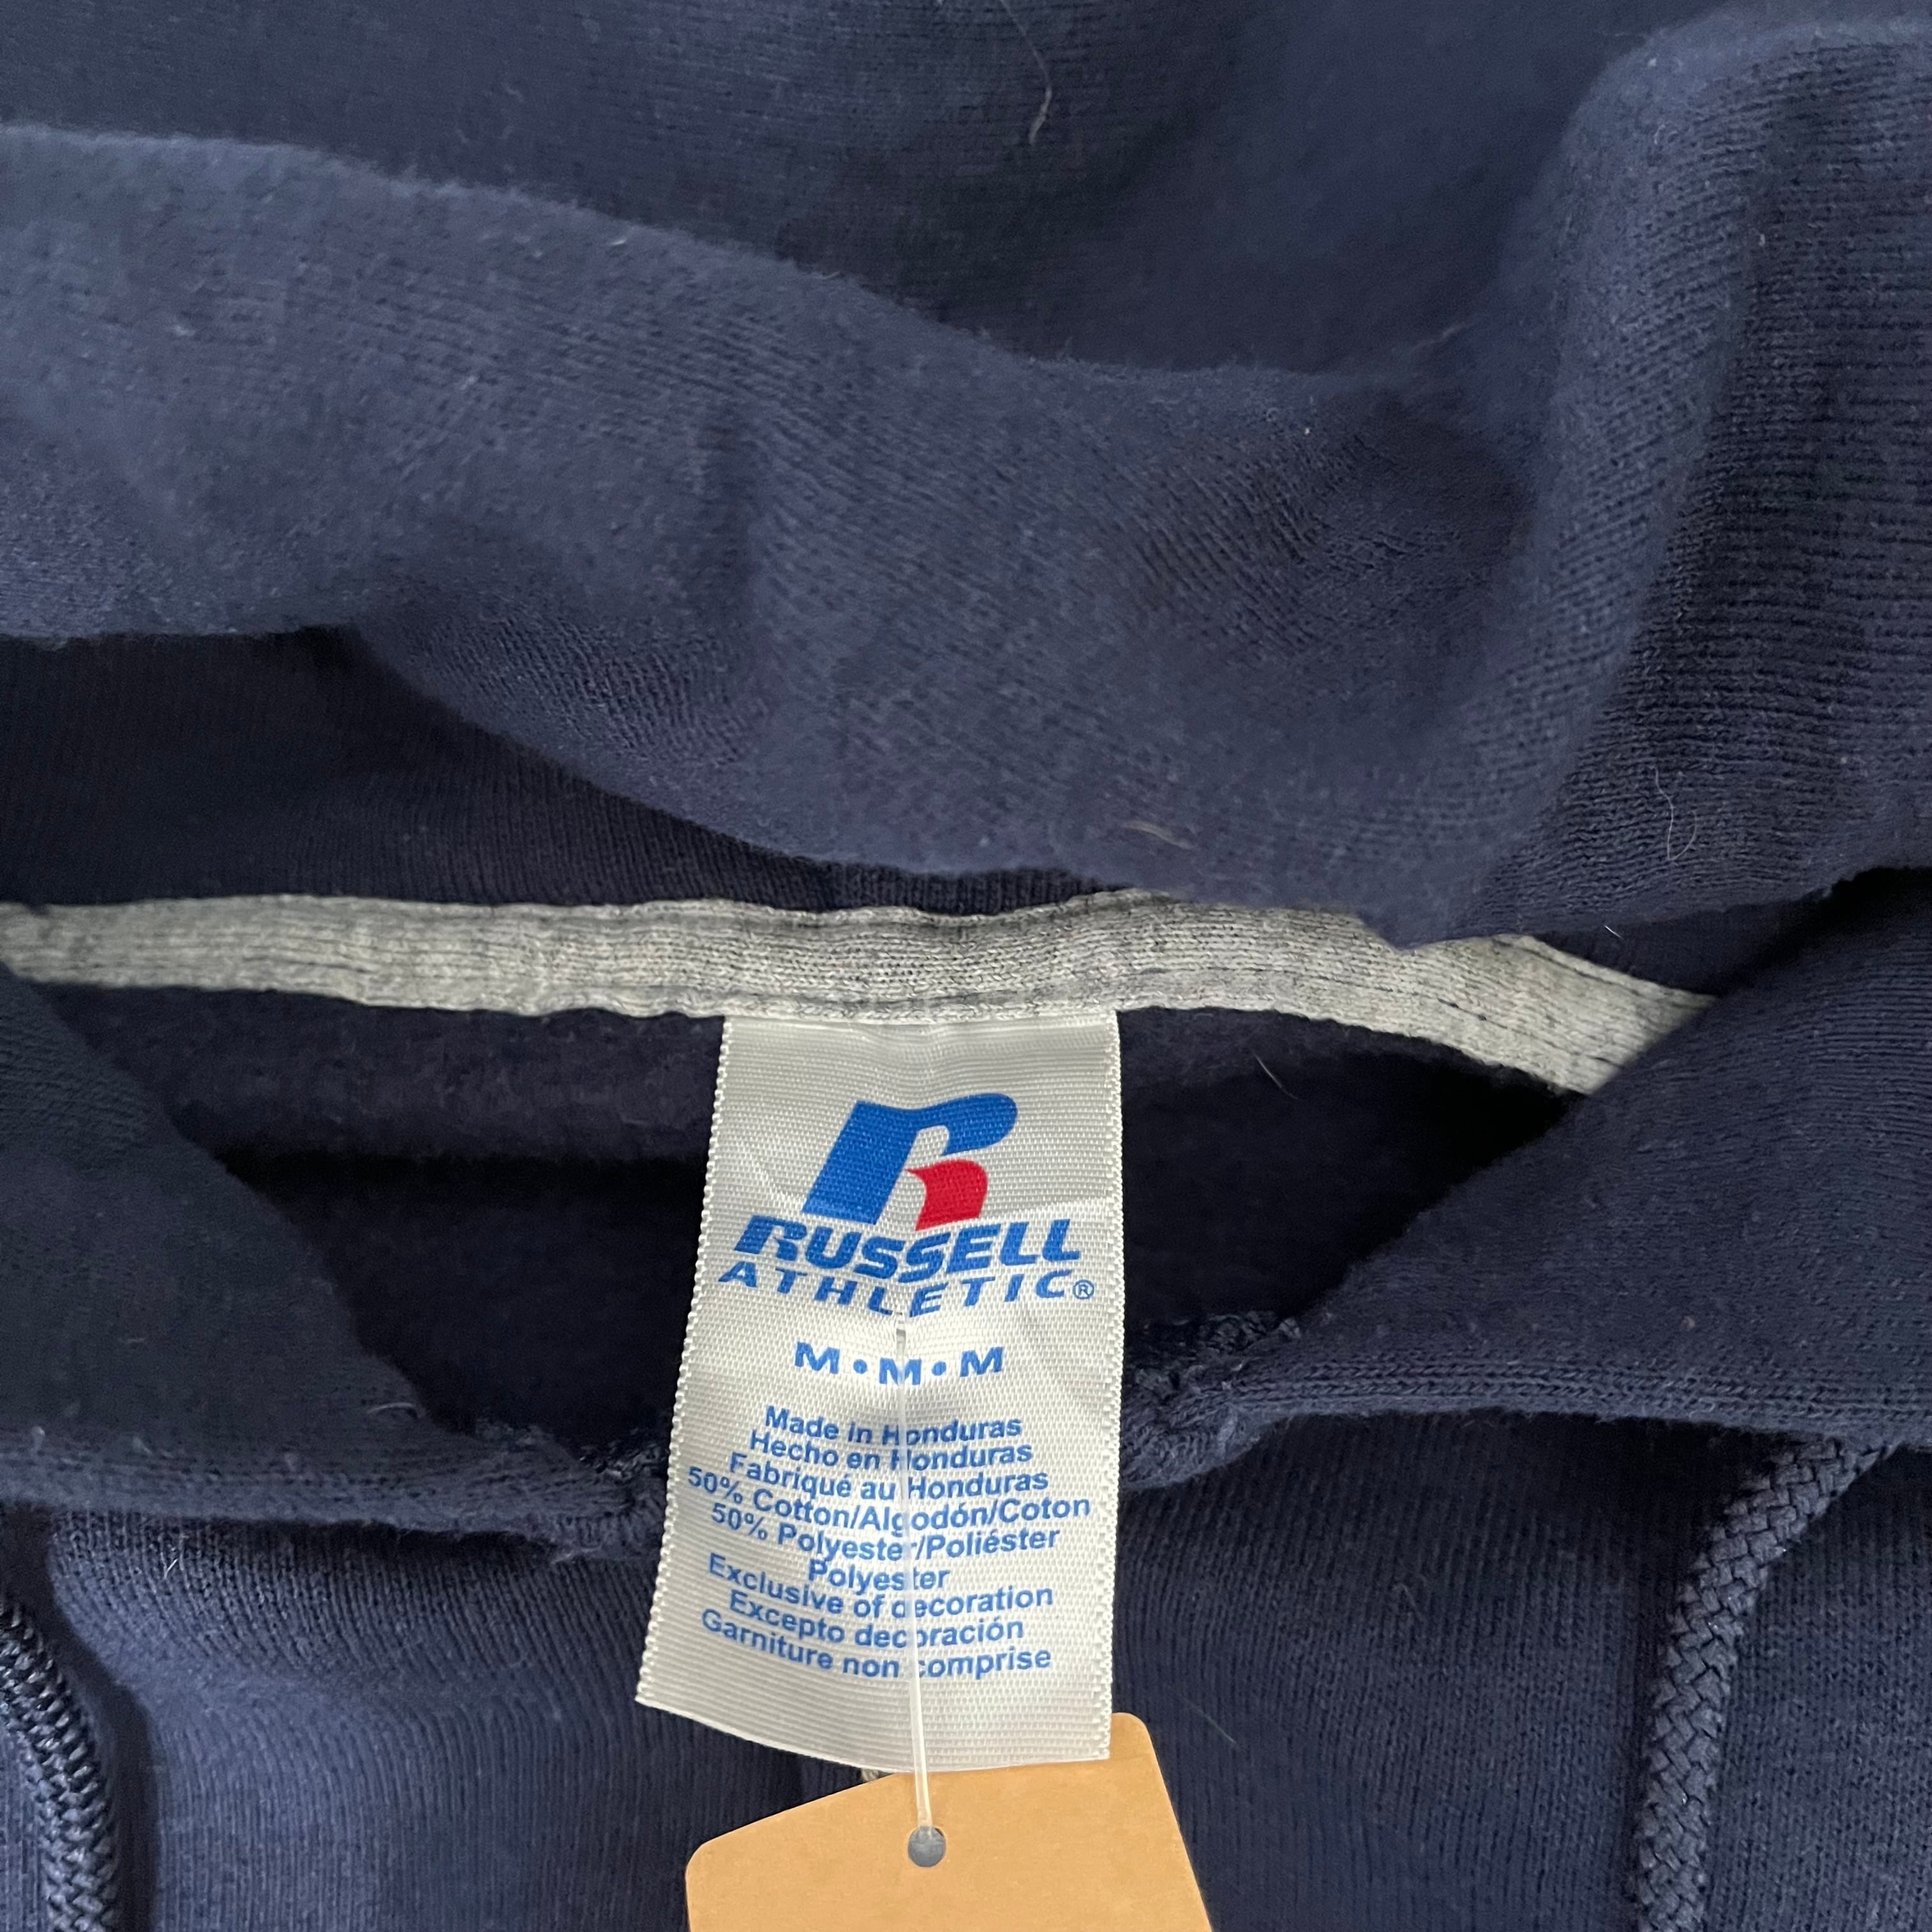 R
RUSSELL
ATHLETIC®
M•M•M
Made in Honduras
Hecho en Honduras
Fabriqué au Honduras
50% Cotton/Algodón/Coton
50% Polyester/Poliéster
Polyester
Exclusive of decoration
Excepto decoración
Garniture non comprise